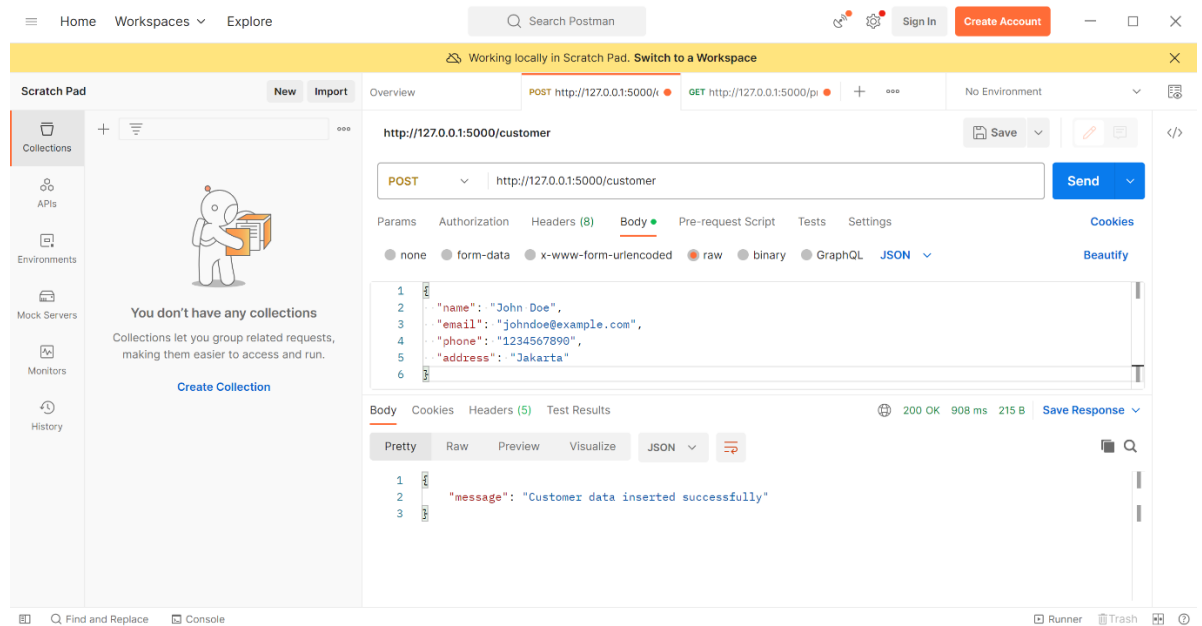 Home Workspaces Explore Search Postman Sign In Create Account
Working locally in Scratch Pad. Switch to a Workspace
Scratch Pad New Import Overview POST http://127.0.0.1:5000/c GET http://127.0.0.1:5000/pr No Environment
Collections
APIs
Environments
Mock Servers
Monitors
History
You don't have any collections
Collections let you group related requests,
making them easier to access and run.
Create Collection
http://127.0.0.1:5000/customer Save
POST http://127.0.0.1:5000/customer Send
Params Authorization Headers (8) Body Pre-request Script Tests Settings Cookies
none form-data x-www-form-urlencoded raw binary GraphQL JSON Beautify
1 {
2 "name": "John Doe",
3 "email": "johndoe@example.com",
4 "phone": "1234567890",
5 "address": "Jakarta"
6 }
Body Cookies Headers (5) Test Results 200 OK 908 ms 215 B Save Response
Pretty Raw Preview Visualize JSON
1 {
2 "message": "Customer data inserted successfully"
3 }
Find and Replace Console Runner Trash